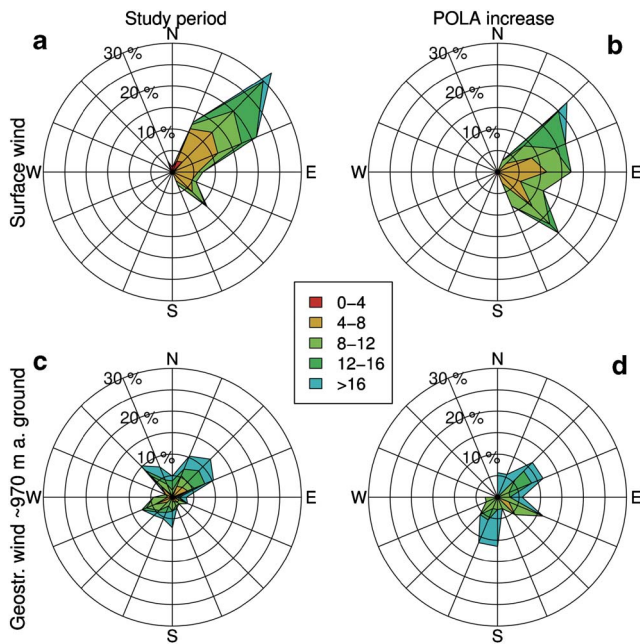 Study period
POLA increase
a
N
30 %
20 %
10 %
W
E
S
b
N
30 %
20 %
10 %
W
E
S
Surface wind
0–4
4–8
8–12
12–16
>16
c
N
30 %
20 %
10 %
W
E
S
d
N
30 %
20 %
10 %
W
E
S
Geostr. wind ~970 m a. ground